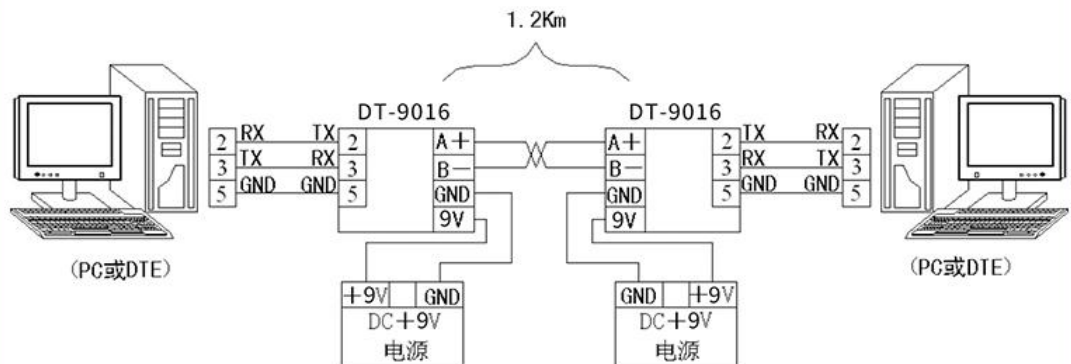 1. 2Km
DT-9016 DT-9016
2 RX TX 2 A+ A+ 2 TX RX 2
3 TX RX 3 B- B- 3 RX TX 3
5 GND GND 5 GND GND 5 GND GND 5
9V 9V
(PC或DTE) (PC或DTE)
+9V GND GND +9V
DC+9V DC+9V
电源 电源